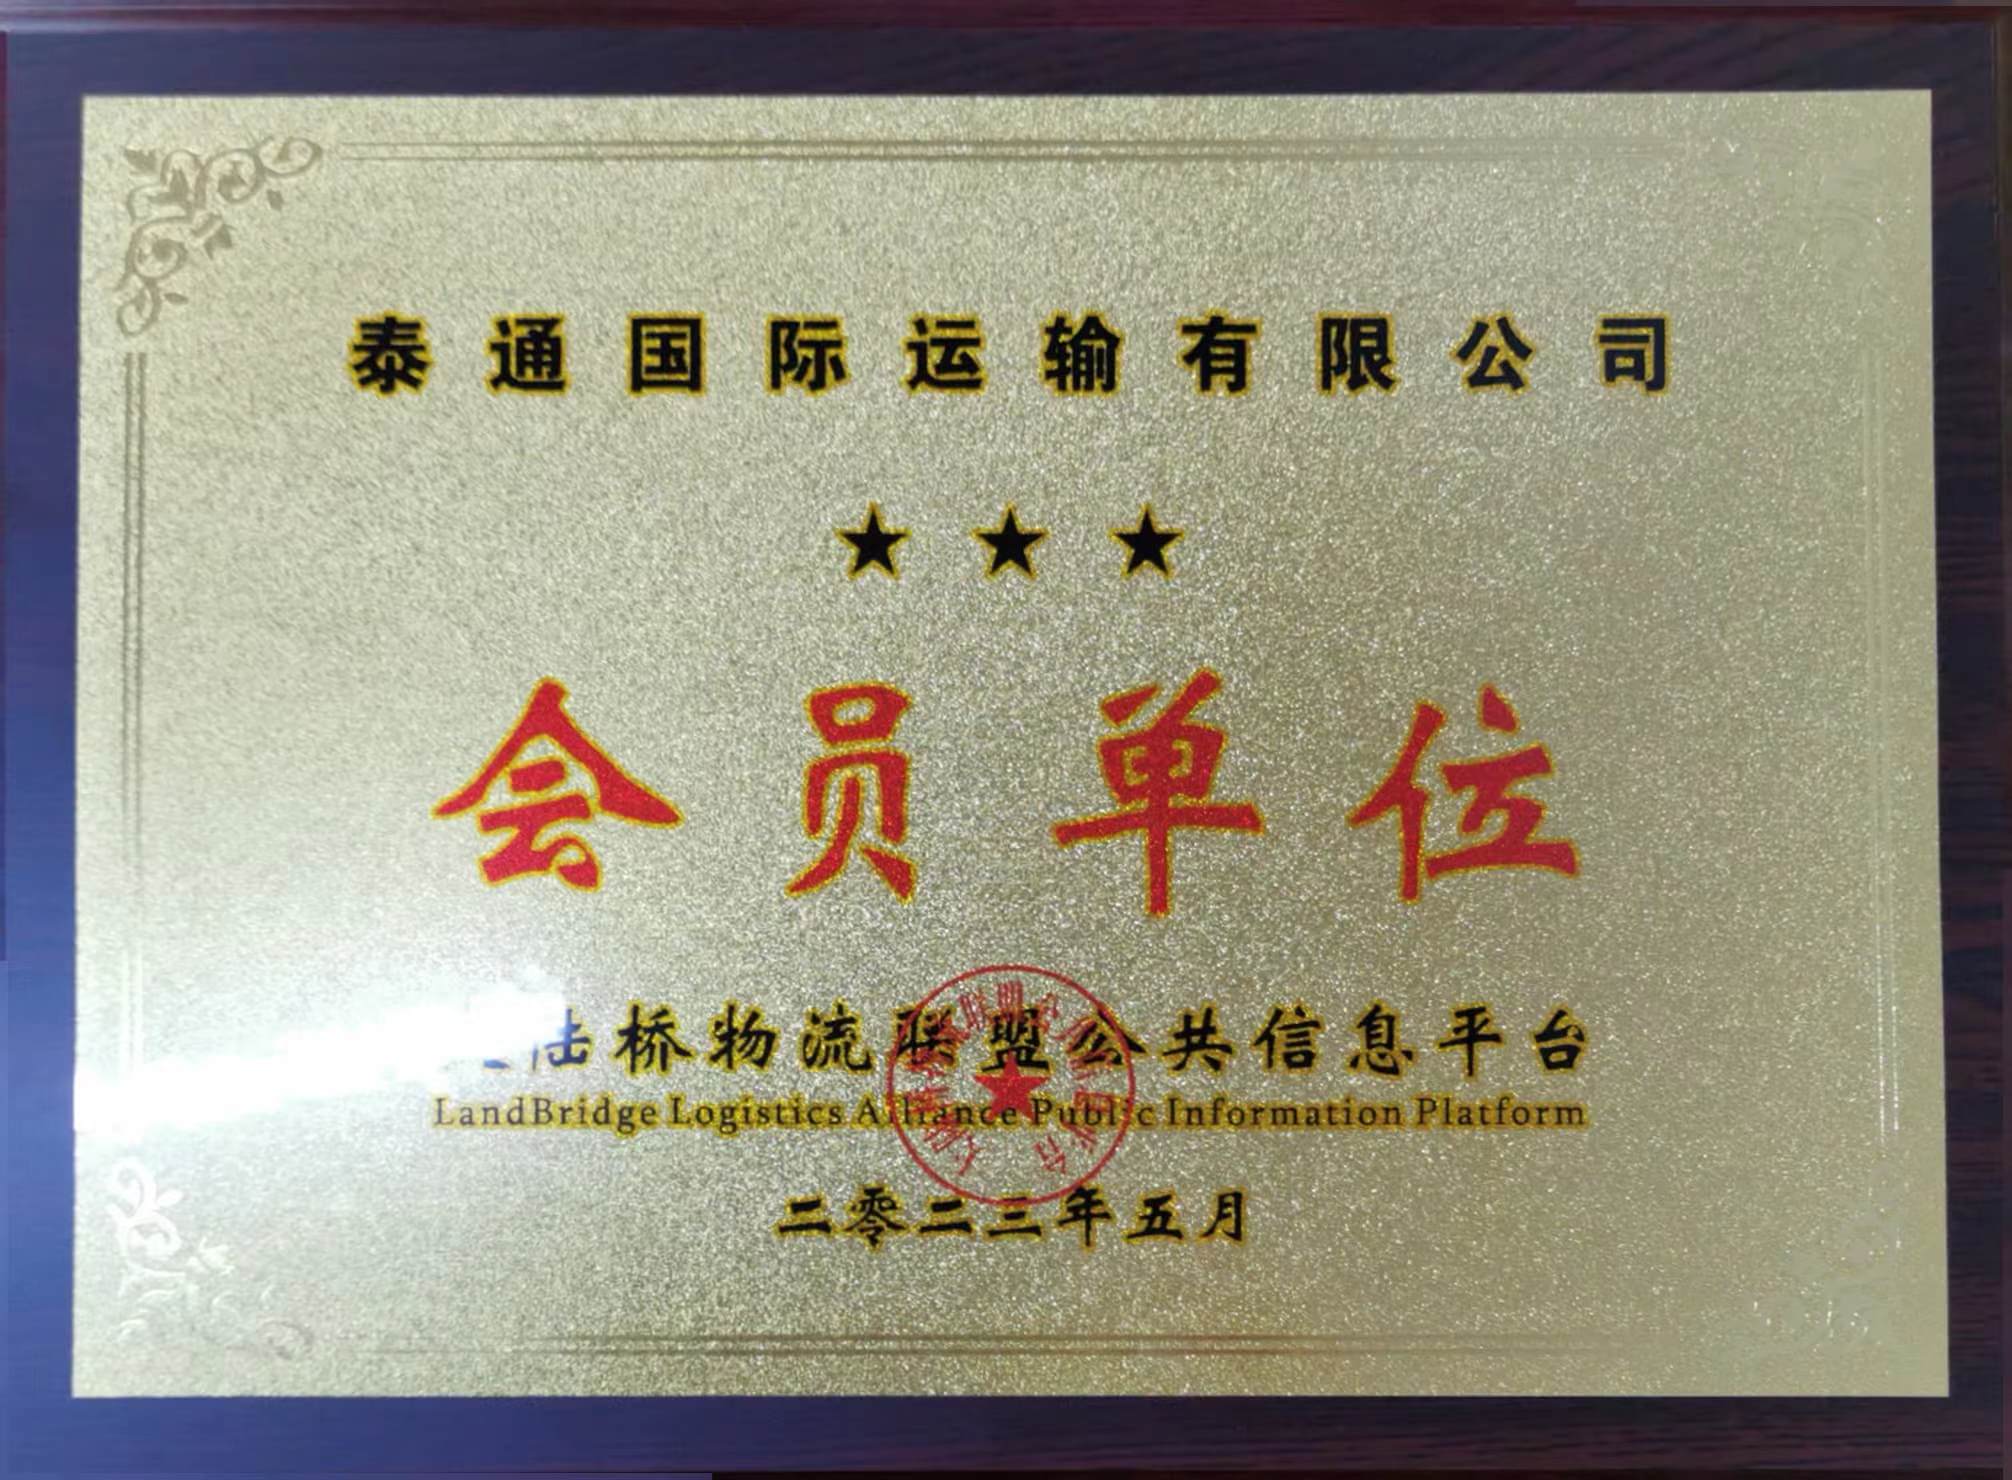 泰通国际运输有限公司
★★★
会员单位
陆桥物流联盟公共信息平台
LandBridge Logistics Alliance Public Information Platform
二零二三年五月